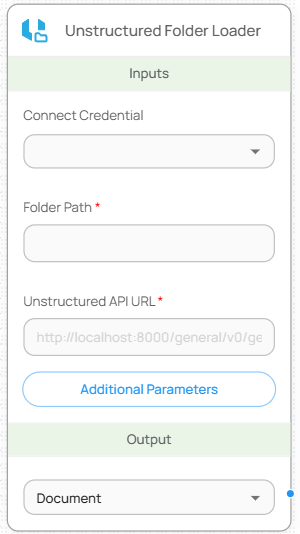 Unstructured Folder Loader
Inputs
Connect Credential
Folder Path *
Unstructured API URL *
http://localhost:8000/general/v0/ge
Additional Parameters
Output
Document